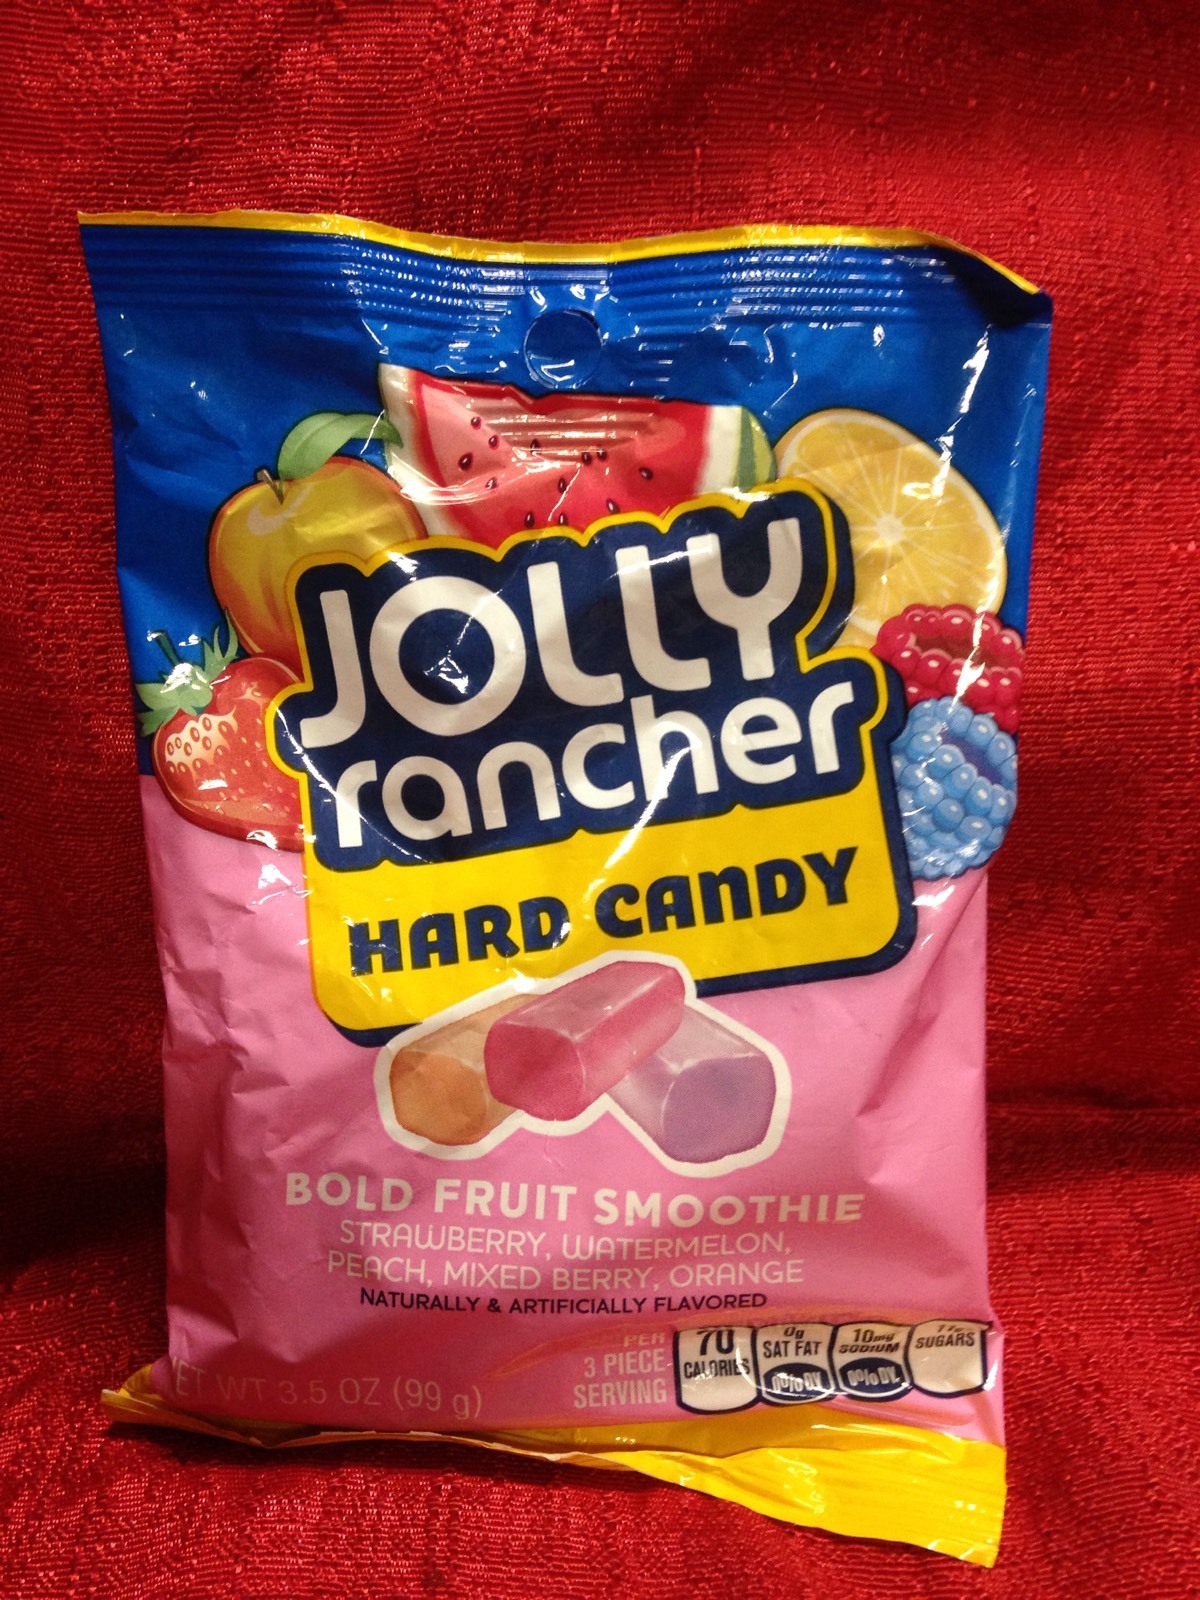 JOLLY
rancher
HARD CANDY
BOLD FRUIT SMOOTHIE
STRAWBERRY, WATERMELON,
PEACH, MIXED BERRY, ORANGE
NATURALLY & ARTIFICIALLY FLAVORED
PER
3 PIECE
SERVING
70
CALORIES
0g
SAT FAT
0% DV
10mg
SODIUM
0% DV
SUGARS
ET WT 3.5 OZ (99 g)